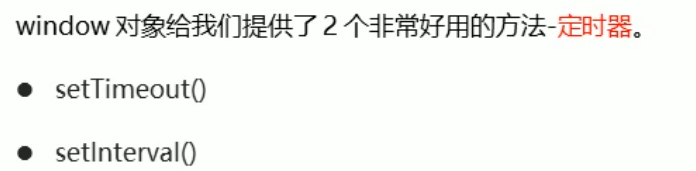 window 对象给我们提供了 2 个非常好用的方法-定时器。
● setTimeout()
● setInterval()